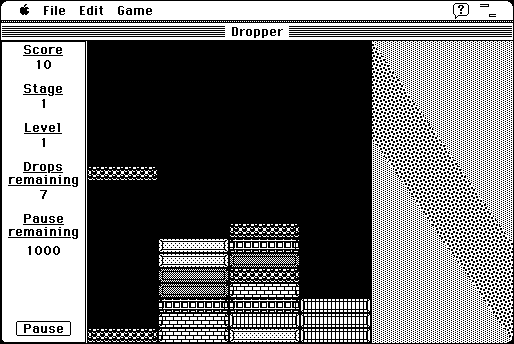 File Edit Game
Dropper
Score
10
Stage
1
Level
1
Drops
remaining
7
Pause
remaining
1000
Pause